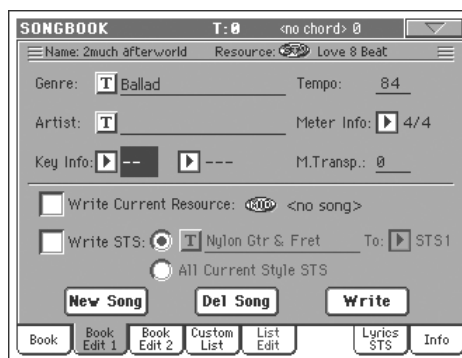 SONGBOOK T:0 <no chord> 0
Name: 2much afterworld Resource: Love 8 Beat
Genre: T Ballad Tempo: 84
Artist: T Meter Info: 4/4
Key Info: -- --- M.Transp.: 0
Write Current Resource: <no song>
Write STS: T Nylon Gtr & Fret To: STS1
All Current Style STS
New Song Del Song Write
Book Book Edit 1 Book Edit 2 Custom List List Edit Lyrics STS Info